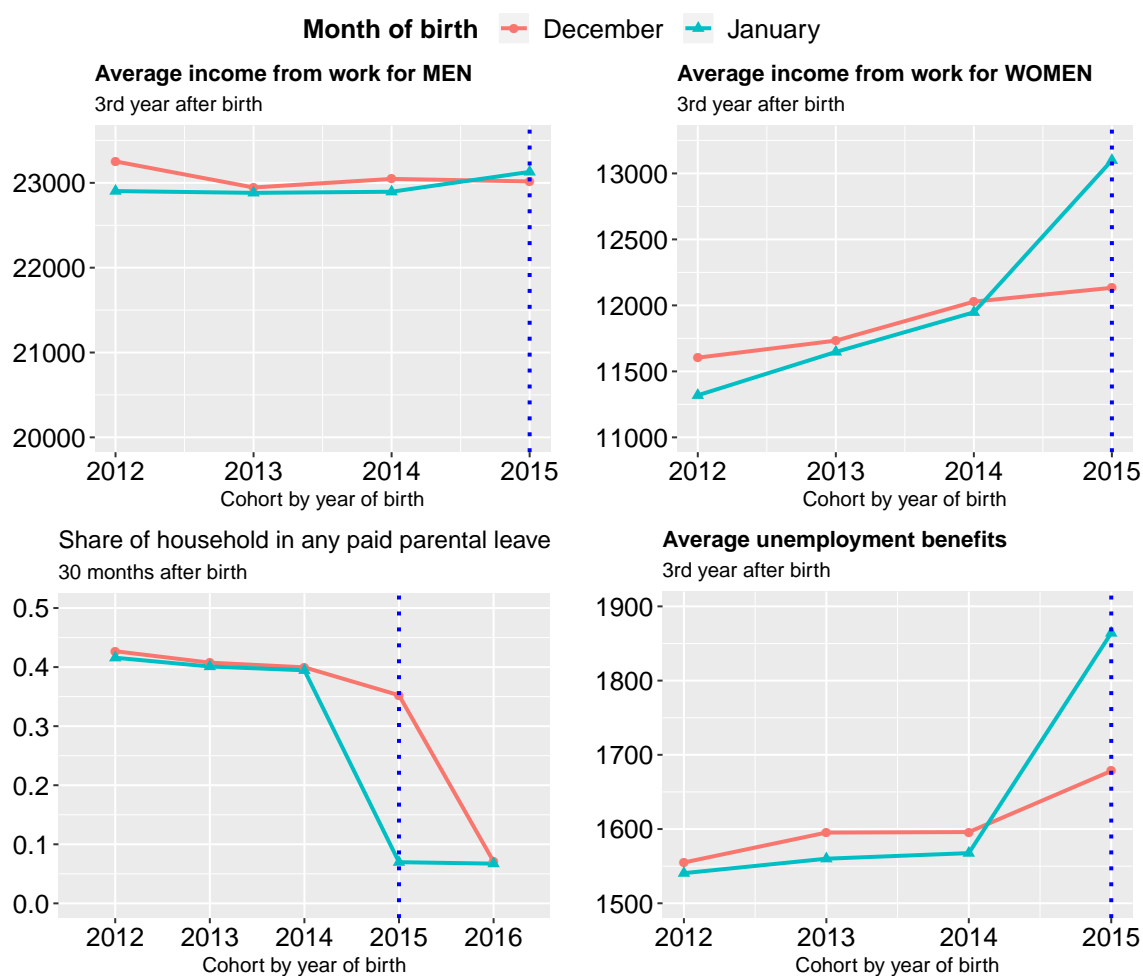 Month of birth December January
Average income from work for MEN
3rd year after birth
23000
22000
21000
20000
2012 2013 2014 2015
Cohort by year of birth
Average income from work for WOMEN
3rd year after birth
13000
12500
12000
11500
11000
2012 2013 2014 2015
Cohort by year of birth
Share of household in any paid parental leave
30 months after birth
0.5
0.4
0.3
0.2
0.1
0.0
2012 2013 2014 2015 2016
Cohort by year of birth
Average unemployment benefits
3rd year after birth
1900
1800
1700
1600
1500
2012 2013 2014 2015
Cohort by year of birth